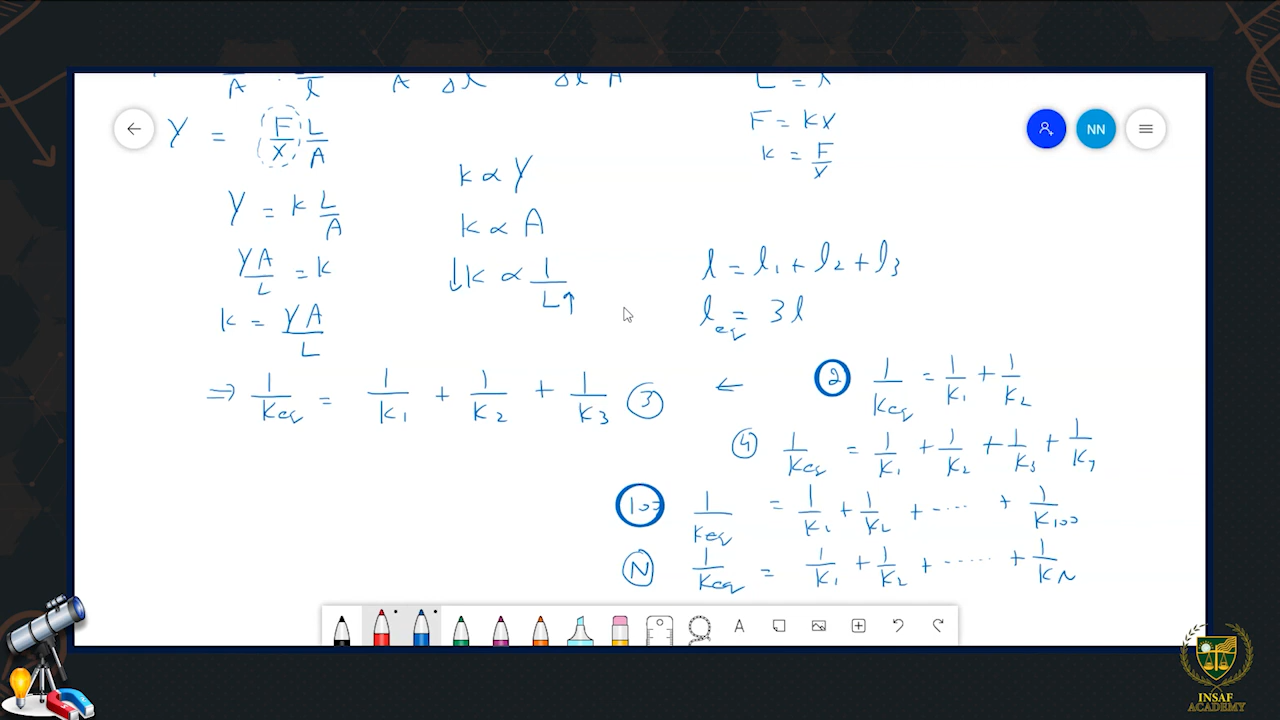 A l A Δl Δl A
L = l
Y = F/x L/A
F = kx
k = F/x
NN
k ∝ Y
Y = k L/A
k ∝ A
YA/L = k
↓k ∝ 1/L↑
l = l₁ + l₂ + l₃
k = YA/L
l_eq = 3l
⇒ 1/k_eq = 1/k₁ + 1/k₂ + 1/k₃ ③
← ② 1/k_eq = 1/k₁ + 1/k₂
④ 1/k_eq = 1/k₁ + 1/k₂ + 1/k₃ + 1/k₄
(100) 1/k_eq = 1/k₁ + 1/k₂ + ---- + 1/k₁₀₀
(N) 1/k_eq = 1/k₁ + 1/k₂ + ----- + 1/k_N
A
INSAF
ACADEMY